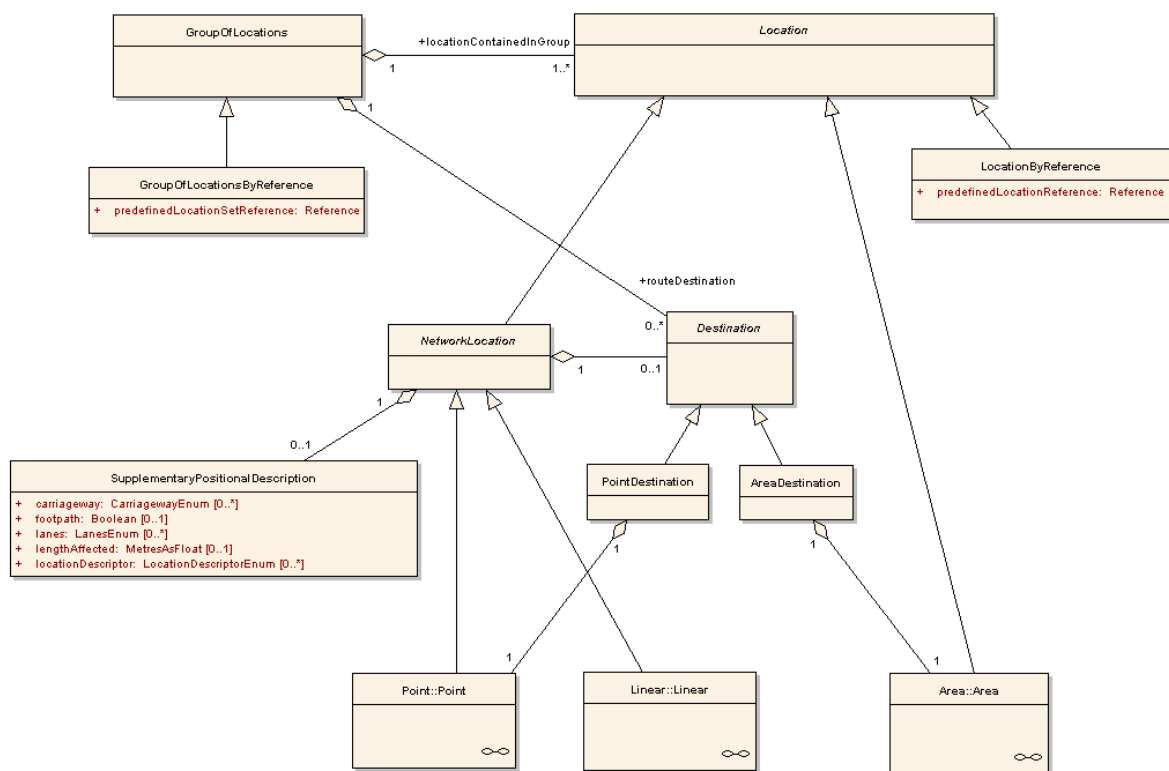 GroupOfLocations
Location
+locationContainedInGroup
1
1..*
1
GroupOfLocationsByReference
+ predefinedLocationSetReference: Reference
LocationByReference
+ predefinedLocationReference: Reference
+routeDestination
0..*
NetworkLocation
Destination
1
0..1
1
0..1
SupplementaryPositionalDescription
+ carriageway: CarriagewayEnum [0..*]
+ footpath: Boolean [0..1]
+ lanes: LanesEnum [0..*]
+ lengthAffected: MetresAsFloat [0..1]
+ locationDescriptor: LocationDescriptorEnum [0..*]
PointDestination
AreaDestination
1
1
1
1
Point::Point
Linear::Linear
Area::Area